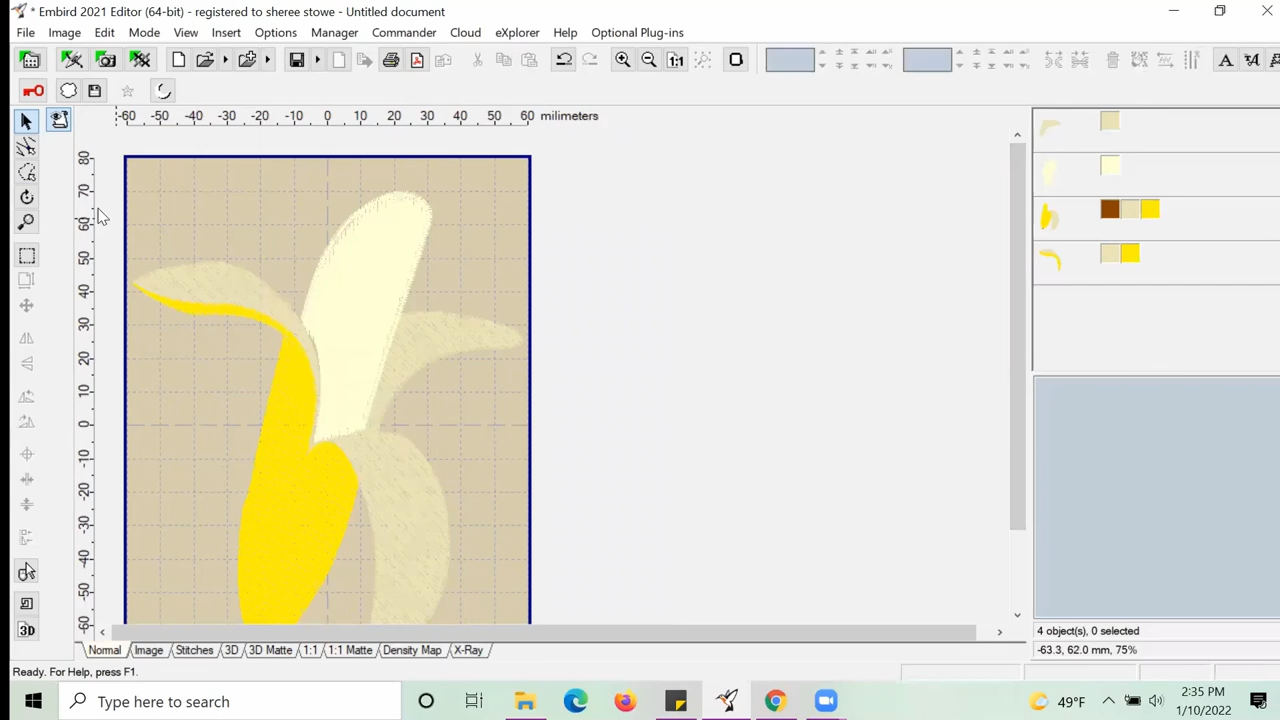 * Embird 2021 Editor (64-bit) - registered to sheree stowe - Untitled document
File Image Edit Mode View Insert Options Manager Commander Cloud eXplorer Help Optional Plug-ins
1:1 A A
-60 -50 -40 -30 -20 -10 0 10 20 30 40 50 60 milimeters
80
70
60
50
40
30
20
10
0
-10
-20
-30
-40
-50
-60
3D
4 object(s), 0 selected
Normal Image Stitches 3D 3D Matte 1:1 1:1 Matte Density Map X-Ray
-63.3, 62.0 mm, 75%
Ready. For Help, press F1.
Type here to search
49°F
2:35 PM
1/10/2022